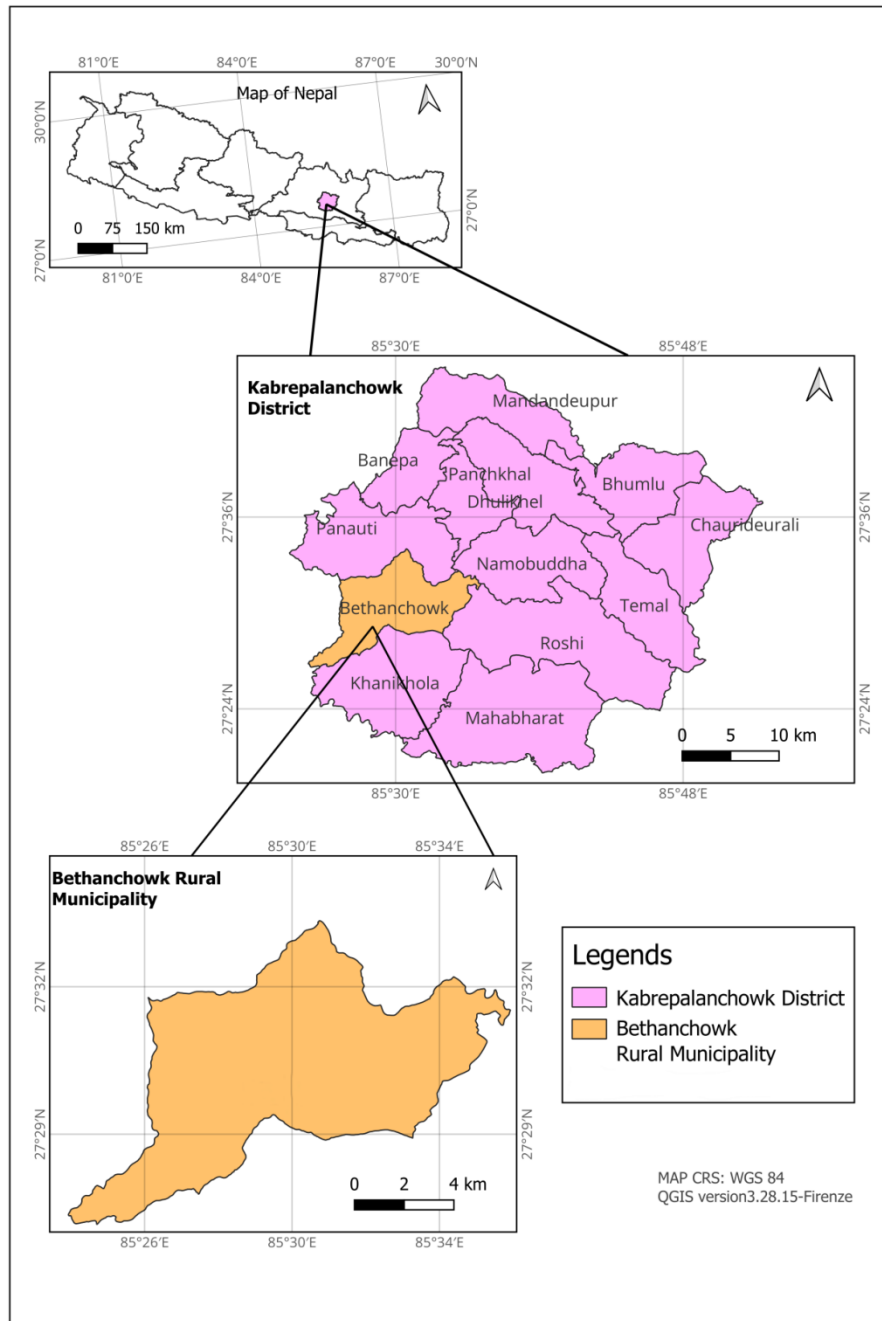 81°0′E 84°0′E 87°0′E 30°0′N
Map of Nepal
30°0′N
27°0′N
0 75 150 km
27°0′N
81°0′E 84°0′E 87°0′E
85°30′E 85°48′E
Kabrepalanchowk
District
Mandandeupur
Banepa
Panchkhal
Bhumlu
Dhulikhel
27°36′N
Panauti
Chaurideurali
27°36′N
Namobuddha
Bethanchowk
Temal
Roshi
Khanikhola
27°24′N
Mahabharat
27°24′N
0 5 10 km
85°30′E 85°48′E
85°26′E 85°30′E 85°34′E
Bethanchowk Rural
Municipality
27°32′N
27°32′N
27°29′N
27°29′N
0 2 4 km
85°26′E 85°30′E 85°34′E
Legends
Kabrepalanchowk District
Bethanchowk
Rural Municipality
MAP CRS: WGS 84
QGIS version3.28.15-Firenze